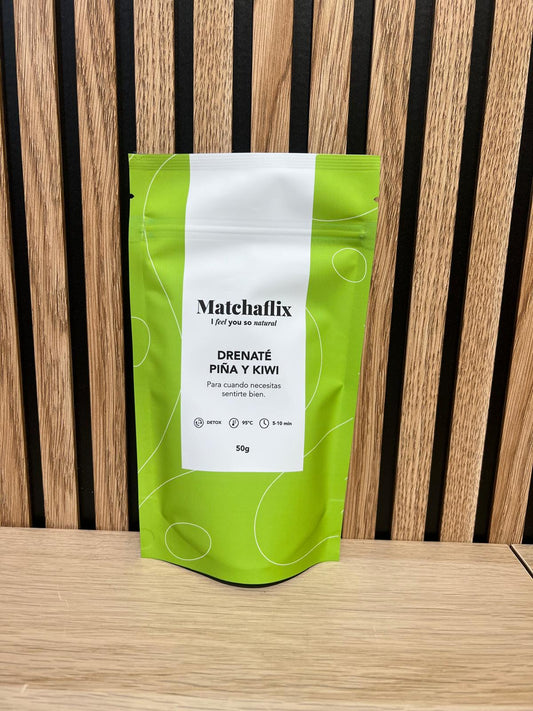 Matchaflix
I feel you so natural
DRENATÉ
PIÑA Y KIWI
Para cuando necesitas
sentirte bien.
DETOX 95°C 5-10 min
50g